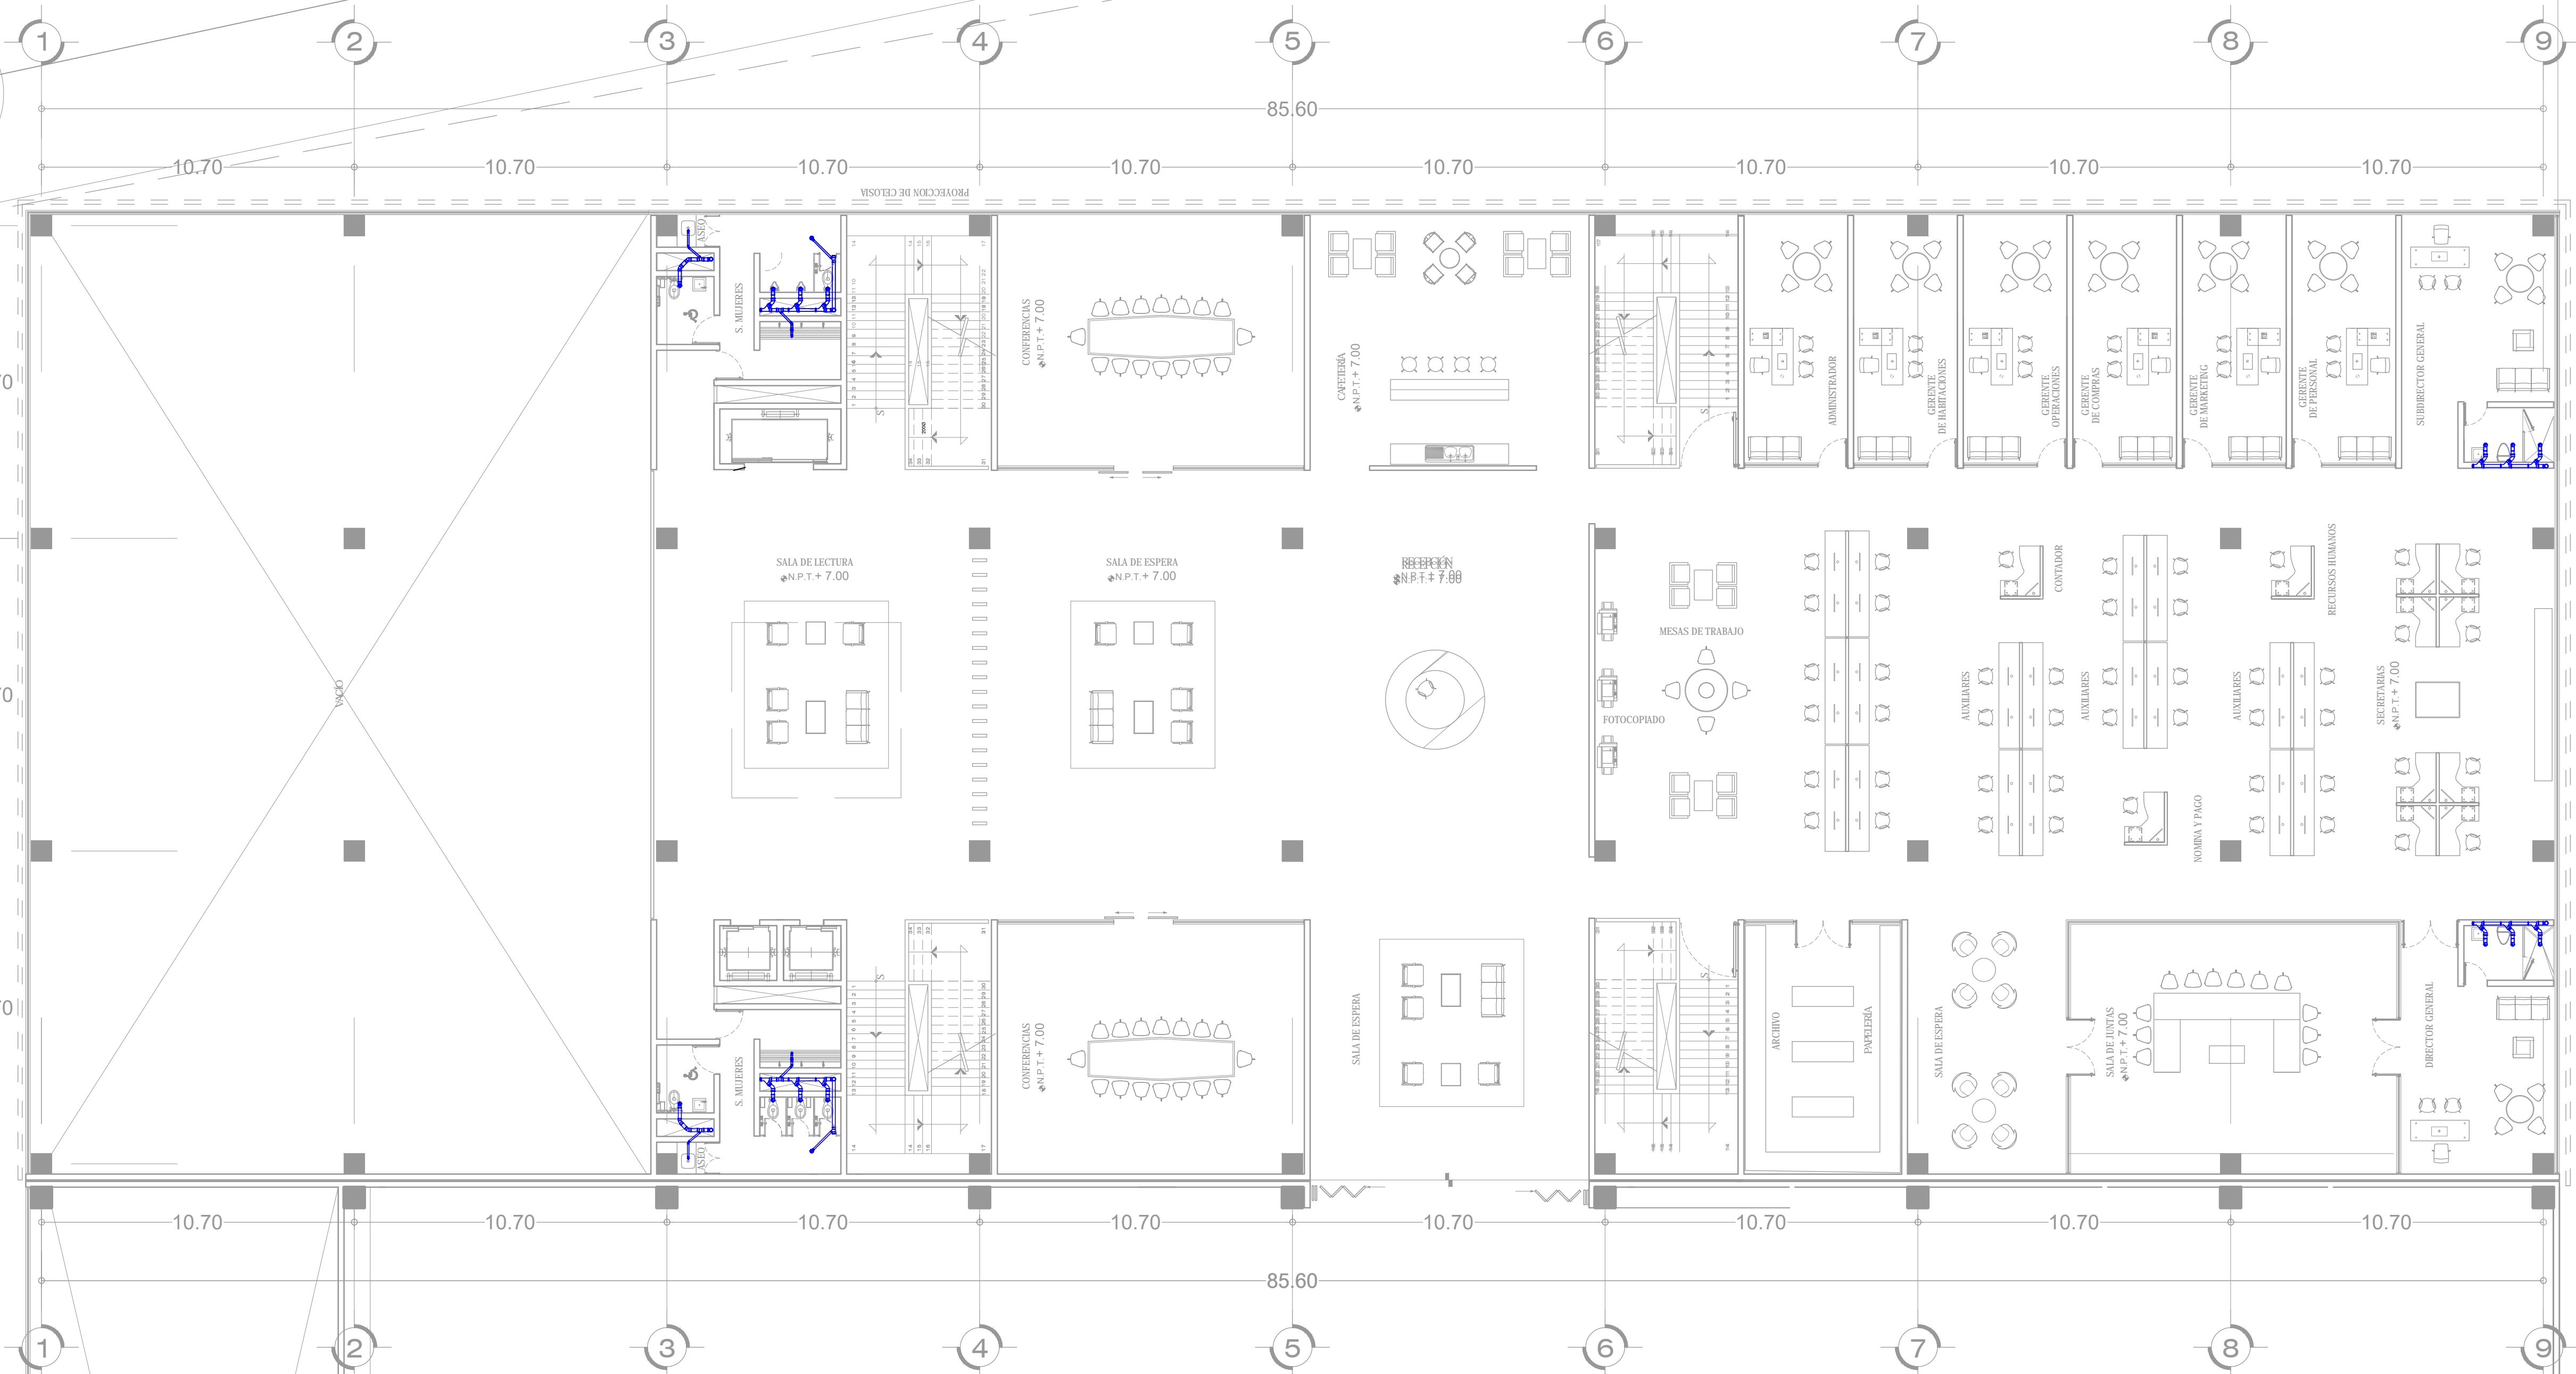 1 2 3 4 5 6 7 8 9
85.60
10.70 10.70 10.70 10.70 10.70 10.70 10.70 10.70
PROYECCION DE CELOSIA
ASEO
S. MUJERES
CONFERENCIAS
N.P.T.+ 7.00
CAFETERÍA
N.P.T.+ 7.00
ADMINISTRADOR
GERENTE
DE HABITACIONES
GERENTE
OPERACIONES
GERENTE
DE COMPRAS
GERENTE
DE MARKETING
GERENTE
DE PERSONAL
SUBDIRECTOR GENERAL
S
S
SALA DE LECTURA
N.P.T.+ 7.00
SALA DE ESPERA
N.P.T.+ 7.00
RECEPCIÓN
N.P.T.+ 7.00
VACÍO
MESAS DE TRABAJO
FOTOCOPIADO
CONTADOR
RECURSOS HUMANOS
AUXILIARES
AUXILIARES
AUXILIARES
SECRETARIAS
N.P.T.+ 7.00
NOMINA Y PAGO
S
S
S. MUJERES
ASEO
CONFERENCIAS
N.P.T.+ 7.00
SALA DE ESPERA
ARCHIVO
PAPELERÍA
SALA DE ESPERA
SALA DE JUNTAS
N.P.T.+ 7.00
DIRECTOR GENERAL
10.70 10.70 10.70 10.70 10.70 10.70 10.70 10.70
85.60
1 2 3 4 5 6 7 8 9